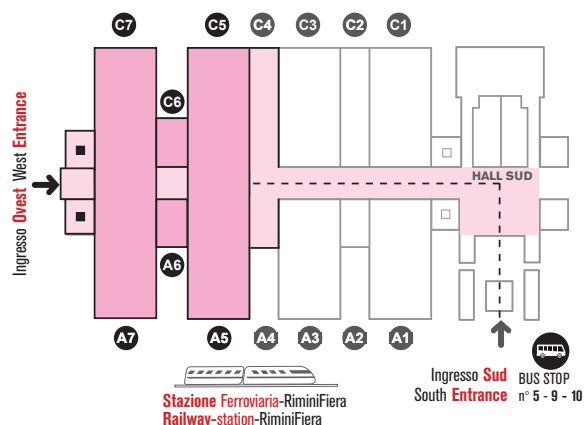 C7
C5
C4
C3
C2
C1
C6
HALL SUD
Ingresso Ovest West Entrance
A6
A7
A5
A4
A3
A2
A1
Stazione Ferroviaria-RiminiFiera
Railway-station-RiminiFiera
Ingresso Sud
South Entrance
BUS STOP
n° 5 - 9 - 10